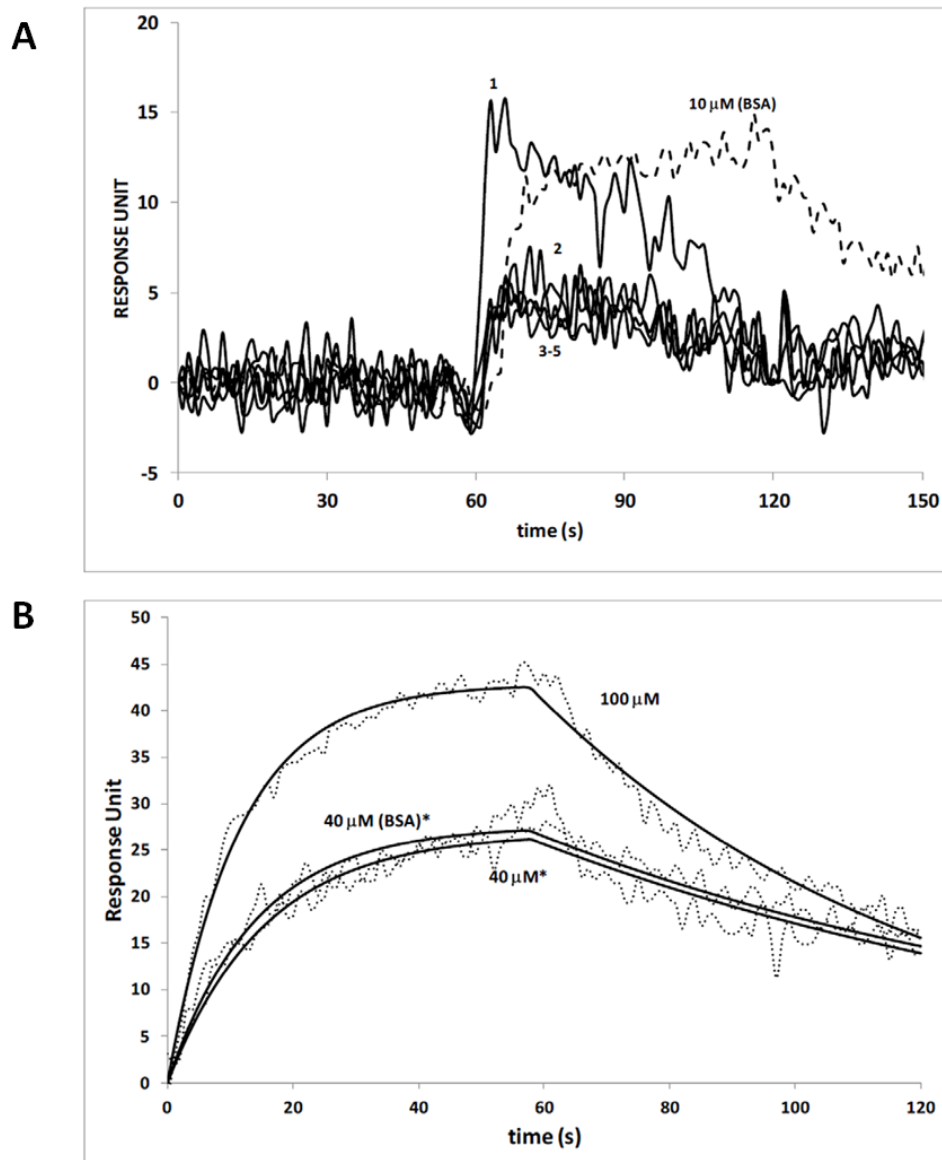 A
20
15
10
5
0
-5
RESPONSE UNIT
1
10 μM (BSA)
2
3-5
0 30 60 90 120 150
time (s)
B
50
45
40
35
30
25
20
15
10
5
0
Response Unit
100 μM
40 μM (BSA)*
40 μM*
0 20 40 60 80 100 120
time (s)